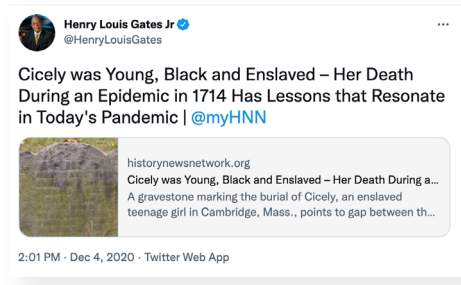 Henry Louis Gates Jr
@HenryLouisGates
Cicely was Young, Black and Enslaved – Her Death
During an Epidemic in 1714 Has Lessons that Resonate
in Today's Pandemic | @myHNN
historynewsnetwork.org
Cicely was Young, Black and Enslaved – Her Death During a...
A gravestone marking the burial of Cicely, an enslaved
teenage girl in Cambridge, Mass., points to gap between th...
2:01 PM · Dec 4, 2020 · Twitter Web App